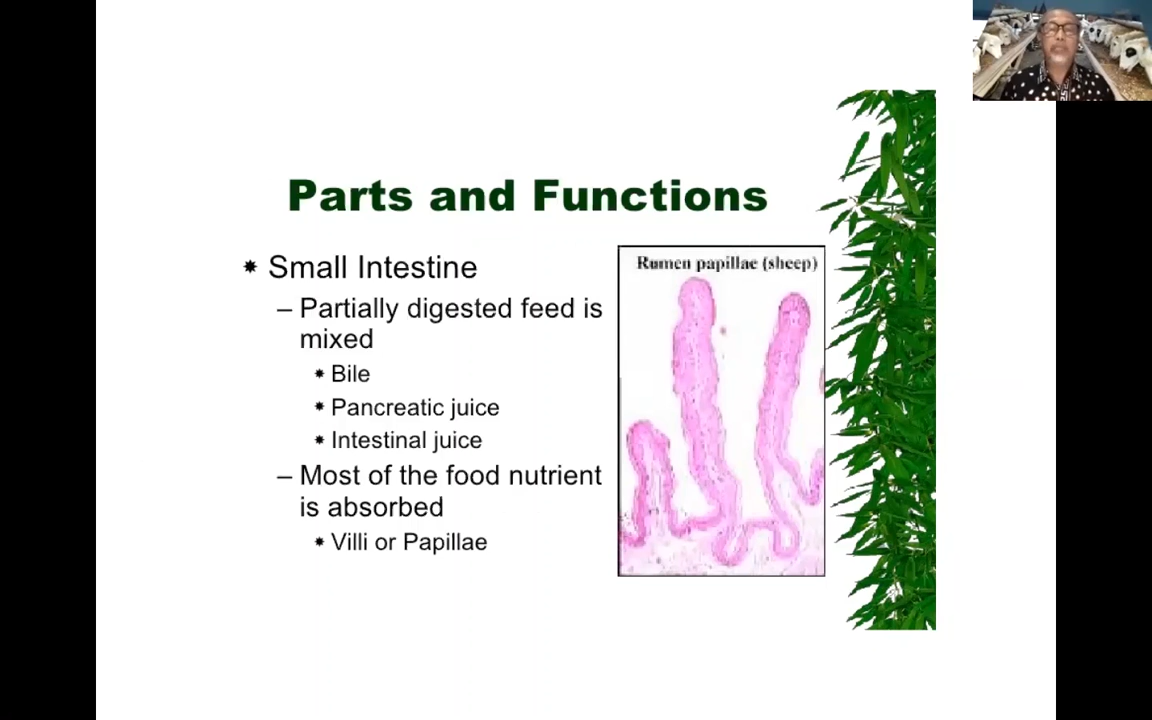 Parts and Functions
Small Intestine
– Partially digested feed is
mixed
Bile
Pancreatic juice
Intestinal juice
– Most of the food nutrient
is absorbed
Villi or Papillae
Rumen papillae (sheep)